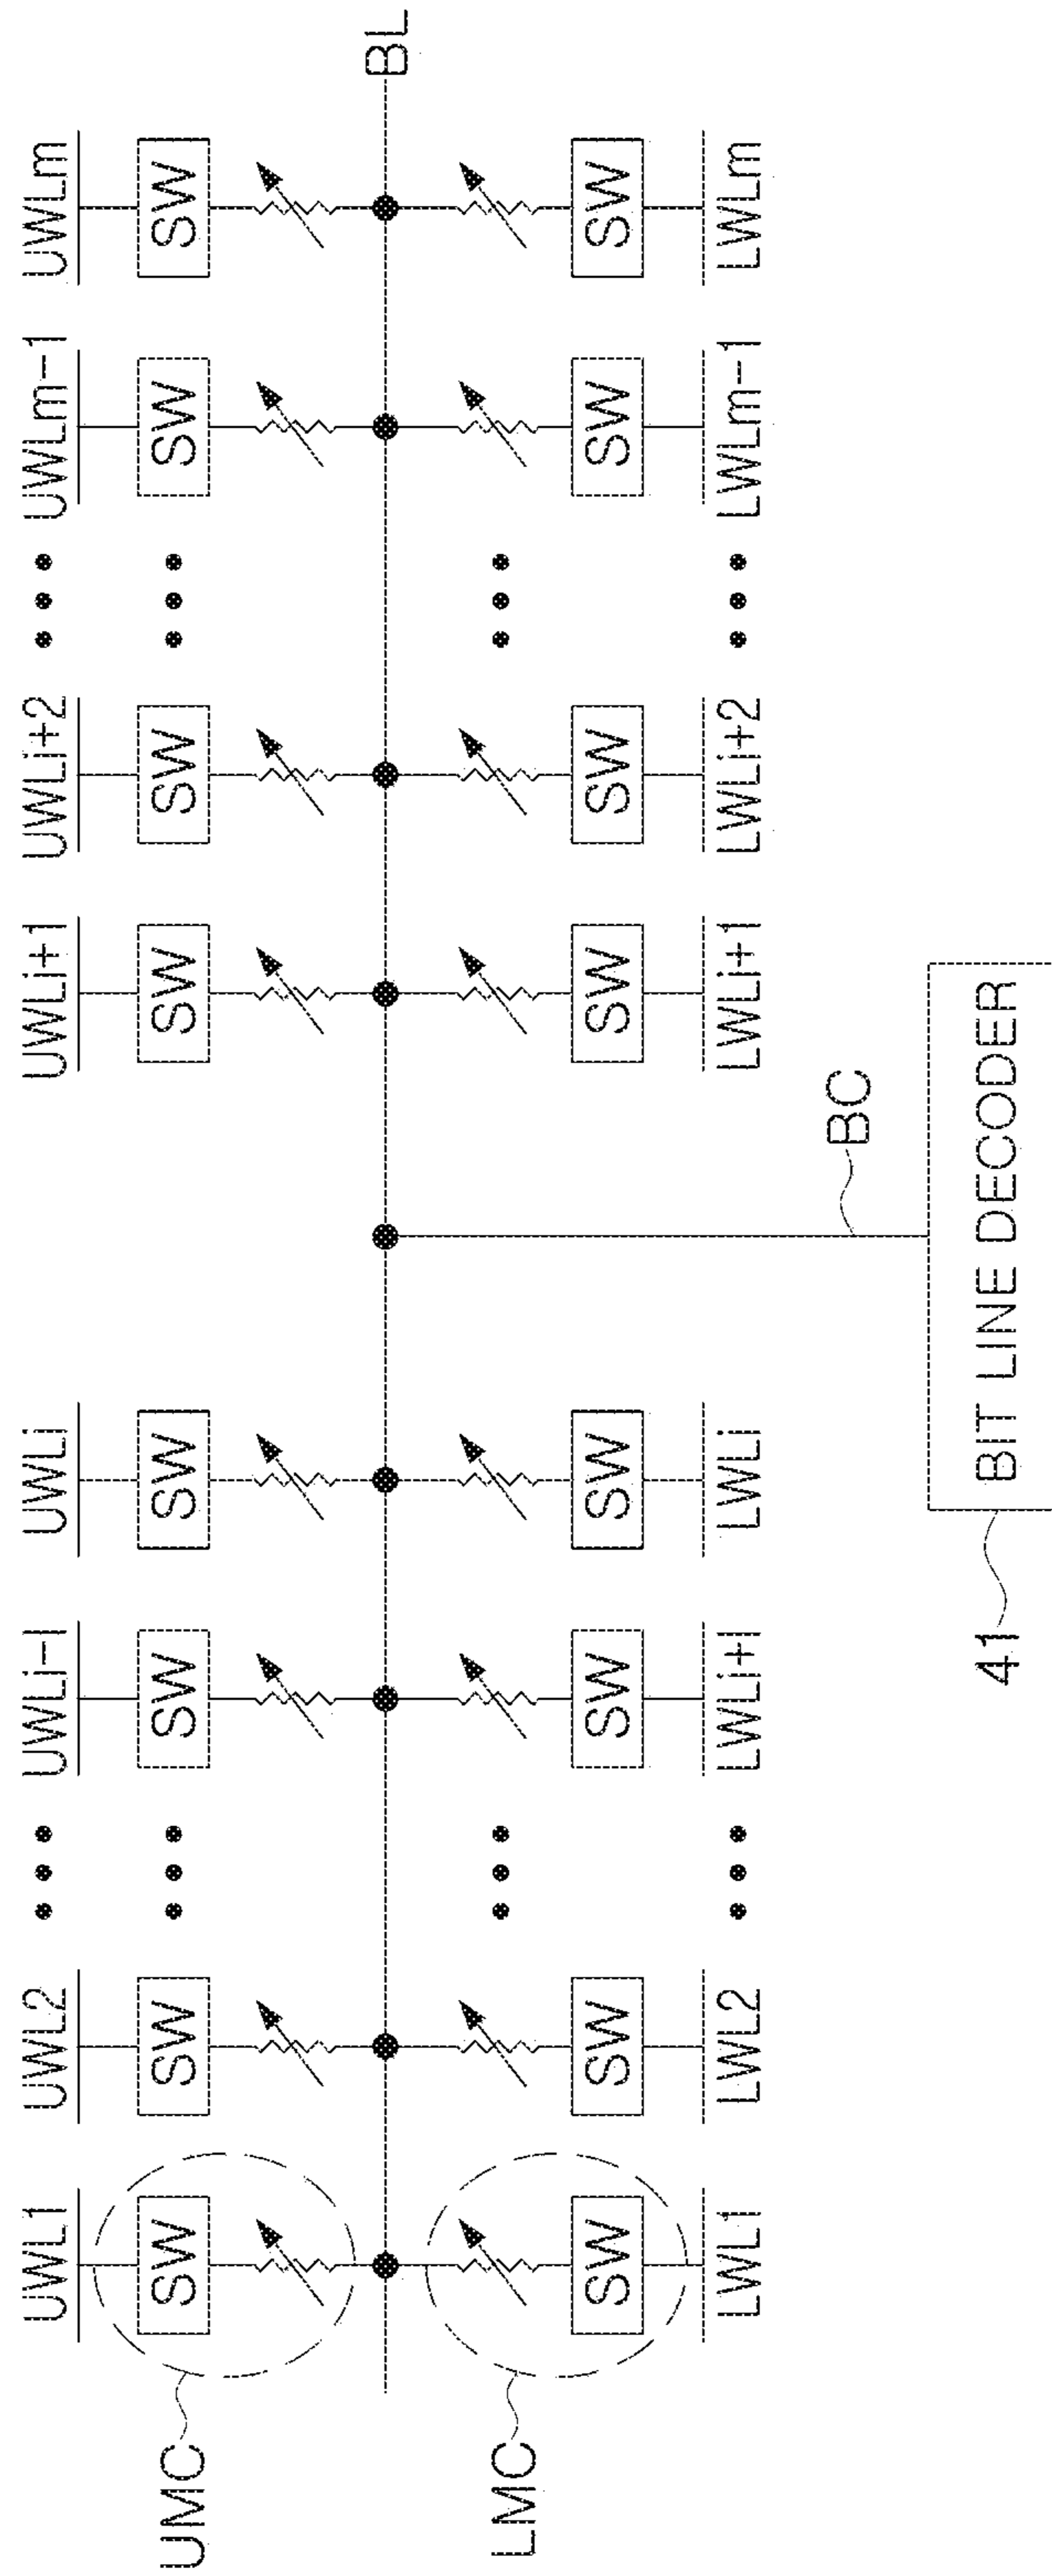 UWL1 UWL2 ••• UWLi-I UWLi UWLi+1 UWLi+2 ••• UWLm-1 UWLm
UMC
SW SW ••• SW SW SW SW ••• SW SW
BL
LMC
••• •••
SW SW SW SW SW SW SW SW
LWL1 LWL2 ••• LWLi+I LWLi LWLi+1 LWLi+2 ••• LWLm-1 LWLm
BC
41
BIT LINE DECODER